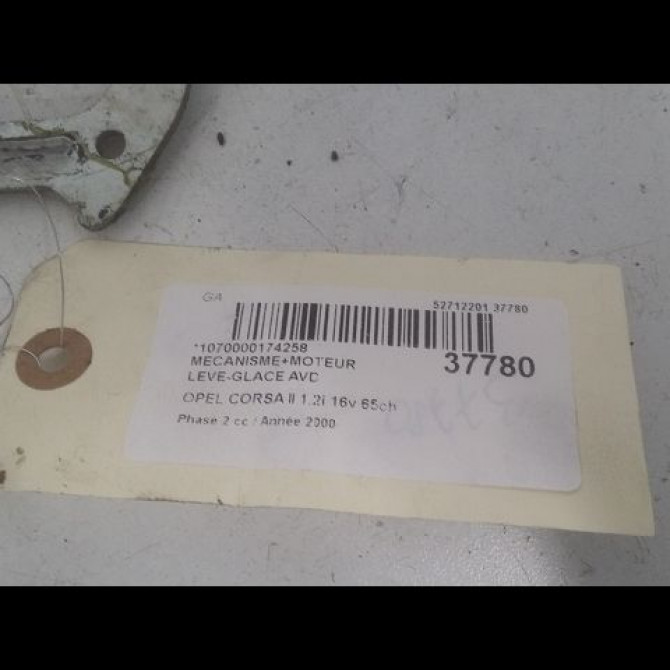 GA
52712201 37780
*1070000174258
37780
MECANISME+MOTEUR
LEVE-GLACE AVD
OPEL CORSA II 1.2i 16v 65ch
Phase 2 cc / Année 2000